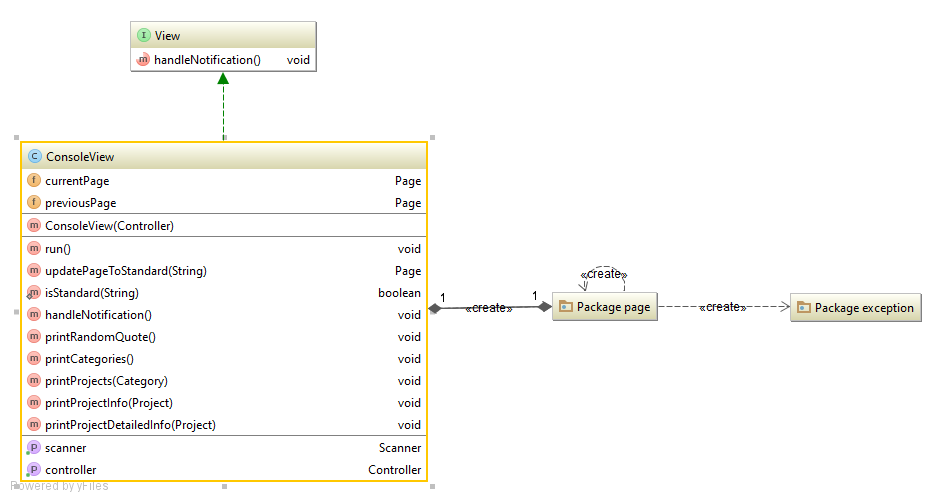 I View
m handleNotification() void
C ConsoleView
f currentPage Page
f previousPage Page
m ConsoleView(Controller)
m run() void
m updatePageToStandard(String) Page
m isStandard(String) boolean
m handleNotification() void
m printRandomQuote() void
m printCategories() void
m printProjects(Category) void
m printProjectInfo(Project) void
m printProjectDetailedInfo(Project) void
P scanner Scanner
P controller Controller
1 «create» 1
«create»
Package page
«create»
Package exception
Powered by yFiles